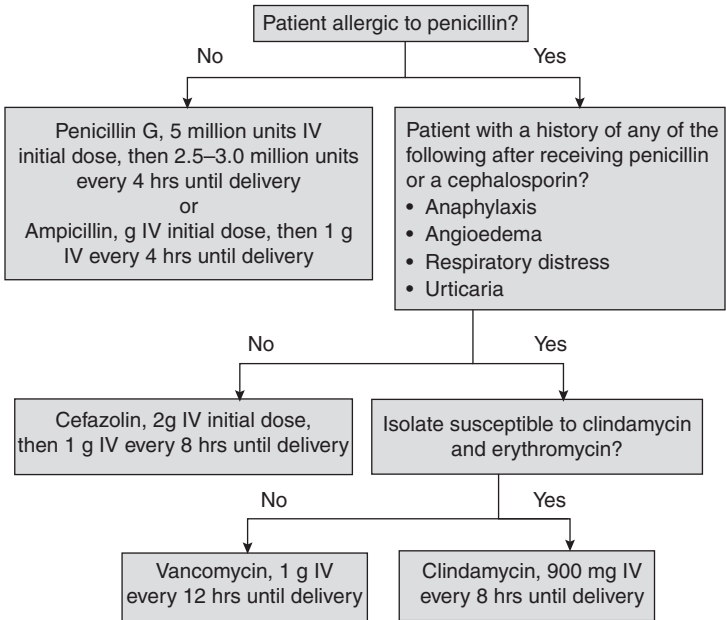 Patient allergic to penicillin?
No
Yes
Penicillin G, 5 million units IV
initial dose, then 2.5–3.0 million units
every 4 hrs until delivery
or
Ampicillin, g IV initial dose, then 1 g
IV every 4 hrs until delivery
Patient with a history of any of the
following after receiving penicillin
or a cephalosporin?
• Anaphylaxis
• Angioedema
• Respiratory distress
• Urticaria
No
Yes
Cefazolin, 2g IV initial dose,
then 1 g IV every 8 hrs until delivery
Isolate susceptible to clindamycin
and erythromycin?
No
Yes
Vancomycin, 1 g IV
every 12 hrs until delivery
Clindamycin, 900 mg IV
every 8 hrs until delivery